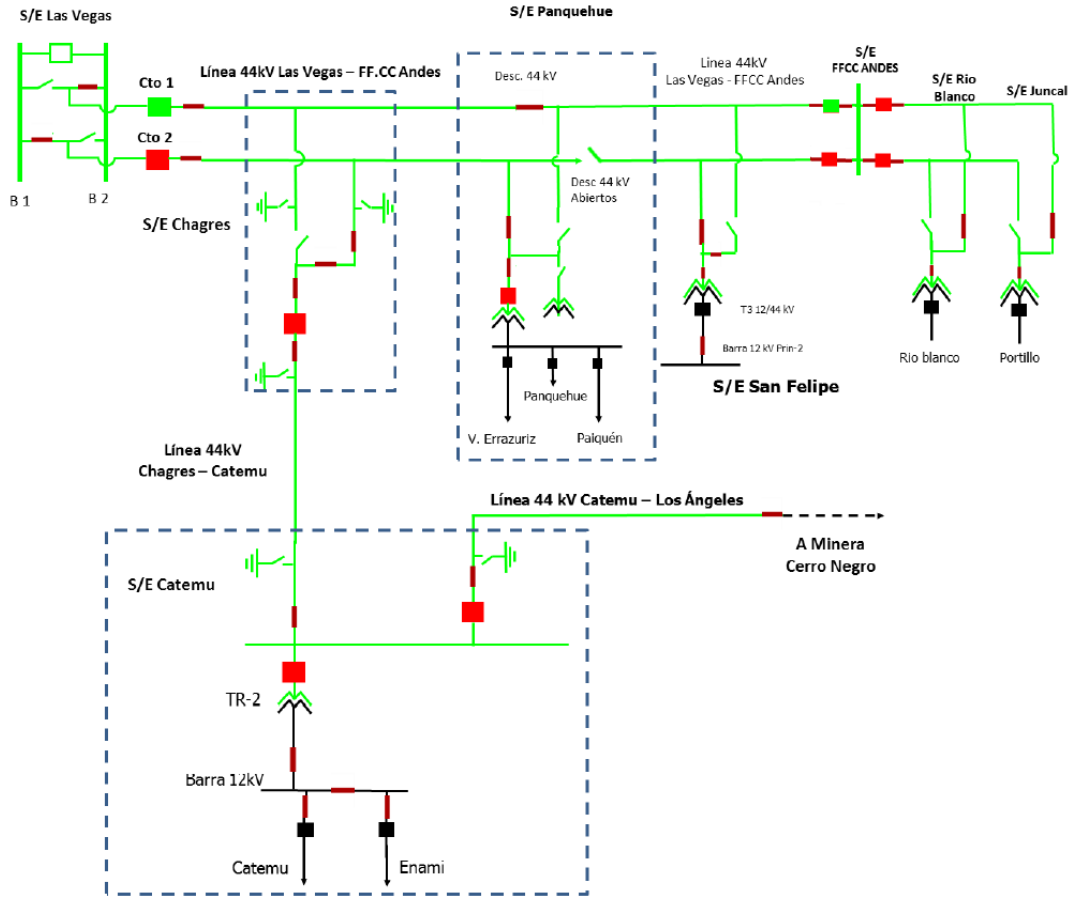 S/E Las Vegas
S/E Panquehue
Cto 1
Línea 44kV Las Vegas – FF.CC Andes
Desc. 44 kV
Línea 44kV
Las Vegas - FFCC Andes
S/E
FFCC ANDES
S/E Rio
Blanco
S/E Juncal
Cto 2
B 1
B 2
S/E Chagres
Desc 44 kV
Abiertos
T3 12/44 kV
Barra 12 kV Prin-2
S/E San Felipe
Rio blanco
Portillo
Panquehue
V. Errazuriz
Paiquén
Línea 44kV
Chagres – Catemu
Línea 44 kV Catemu – Los Ángeles
A Minera
Cerro Negro
S/E Catemu
TR-2
Barra 12kV
Catemu
Enami